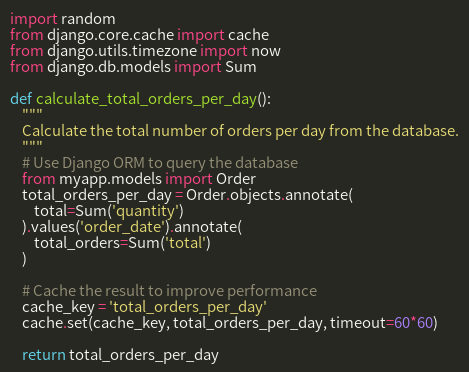 import random
from django.core.cache import cache
from django.utils.timezone import now
from django.db.models import Sum

def calculate_total_orders_per_day():
    """
    Calculate the total number of orders per day from the database.
    """
    # Use Django ORM to query the database
    from myapp.models import Order
    total_orders_per_day = Order.objects.annotate(
        total=Sum('quantity')
    ).values('order_date').annotate(
        total_orders=Sum('total')
    )

    # Cache the result to improve performance
    cache_key = 'total_orders_per_day'
    cache.set(cache_key, total_orders_per_day, timeout=60*60)

    return total_orders_per_day